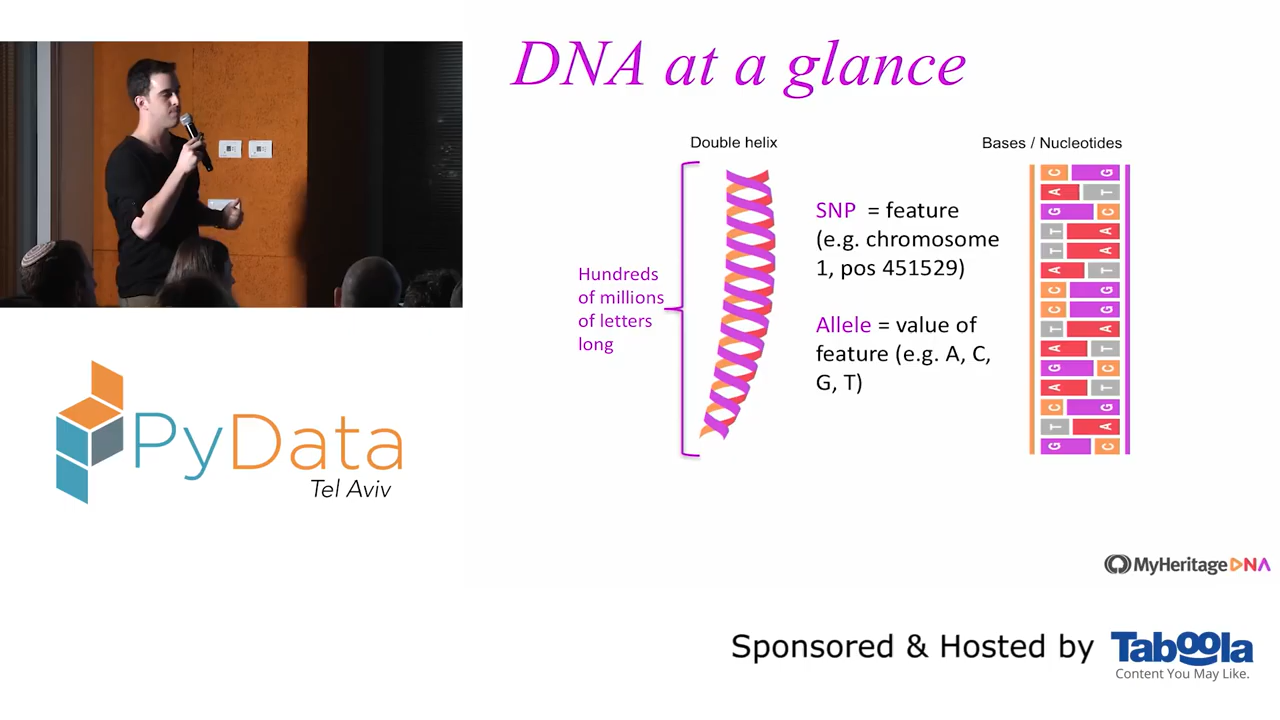 DNA at a glance
Double helix
Bases / Nucleotides
Hundreds
of millions
of letters
long
SNP = feature
(e.g. chromosome
1, pos 451529)
Allele = value of
feature (e.g. A, C,
G, T)
C G
A T
G C
T A
T A
A T
C G
C G
T A
A T
G C
A T
C G
T A
G C
PyData
Tel Aviv
MyHeritage DNA
Sponsored & Hosted by
Taboola
Content You May Like.